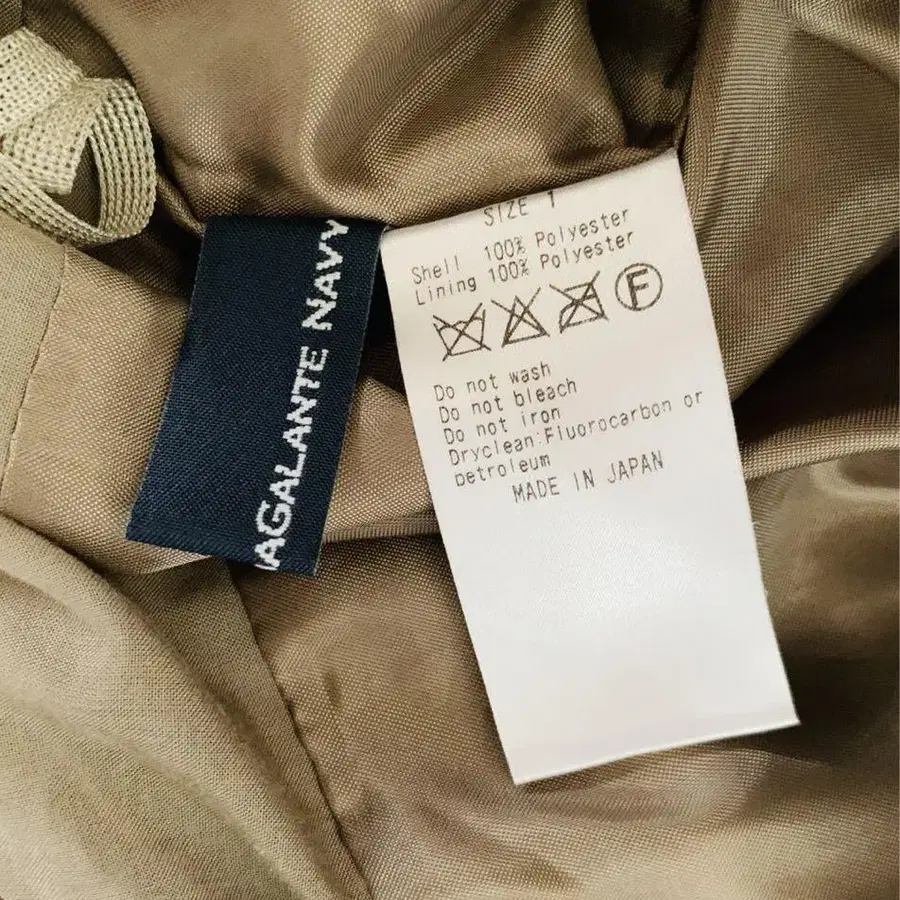 AGALANTE NAVY
SIZE 1
Shell 100% Polyester
Lining 100% Polyester
F
Do not wash
Do not bleach
Do not iron
Dryclean:Fluorocarbon or
petroleum
MADE IN JAPAN